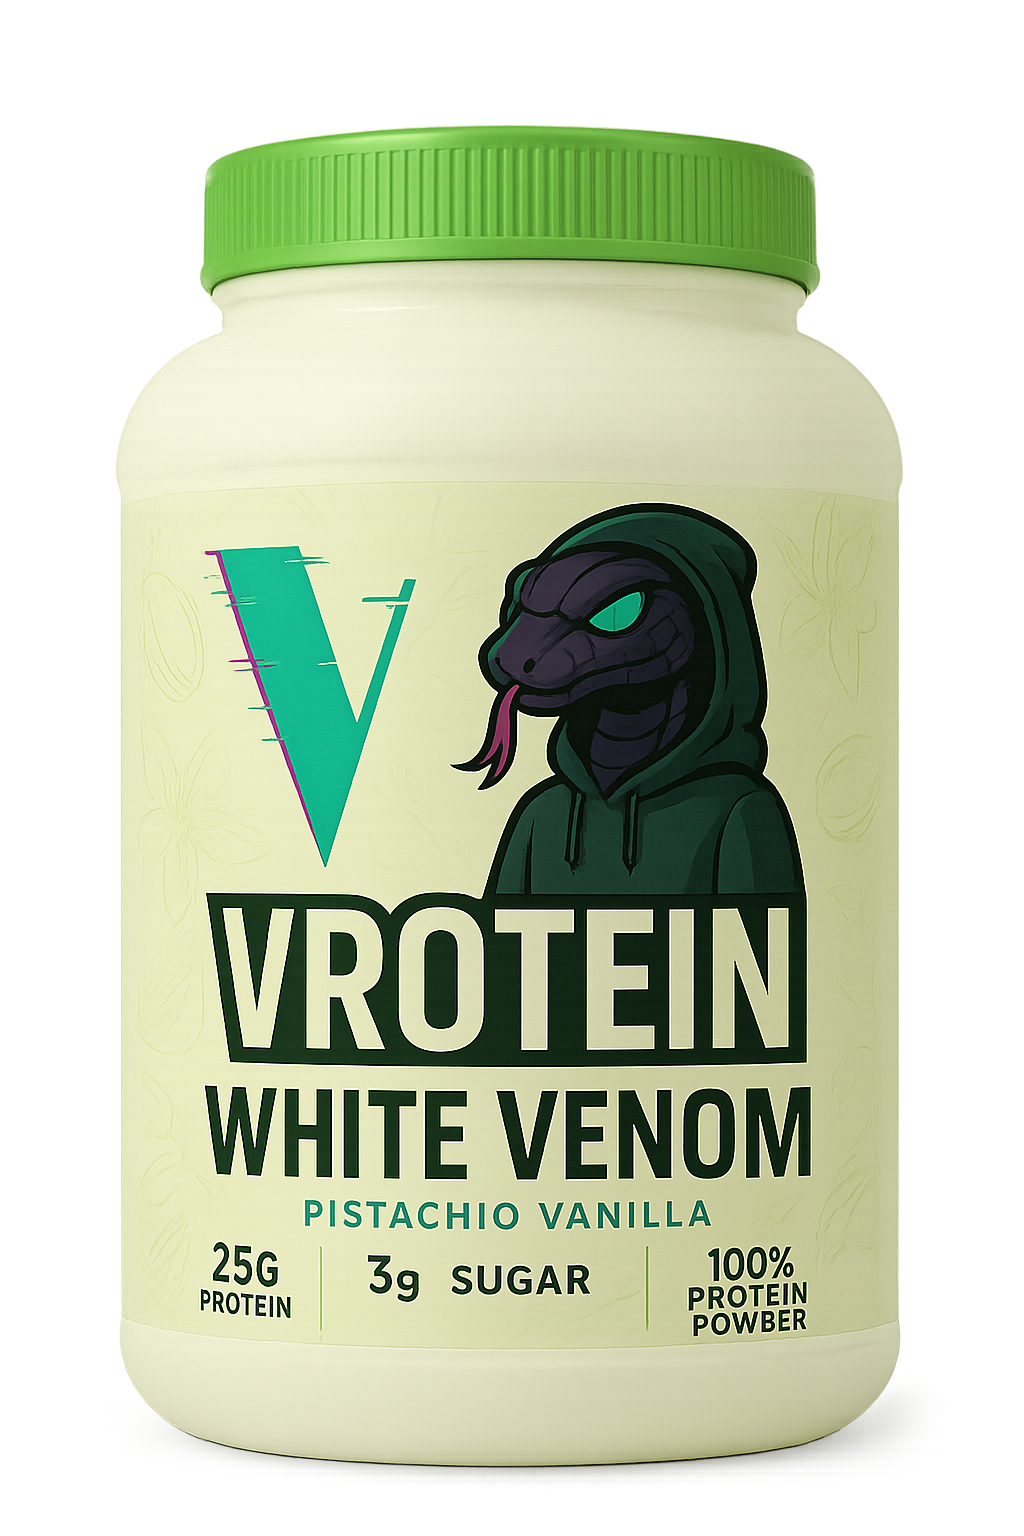 V
VROTEIN
WHITE VENOM
PISTACHIO VANILLA
25G
PROTEIN
3g SUGAR
100%
PROTEIN
POWBER